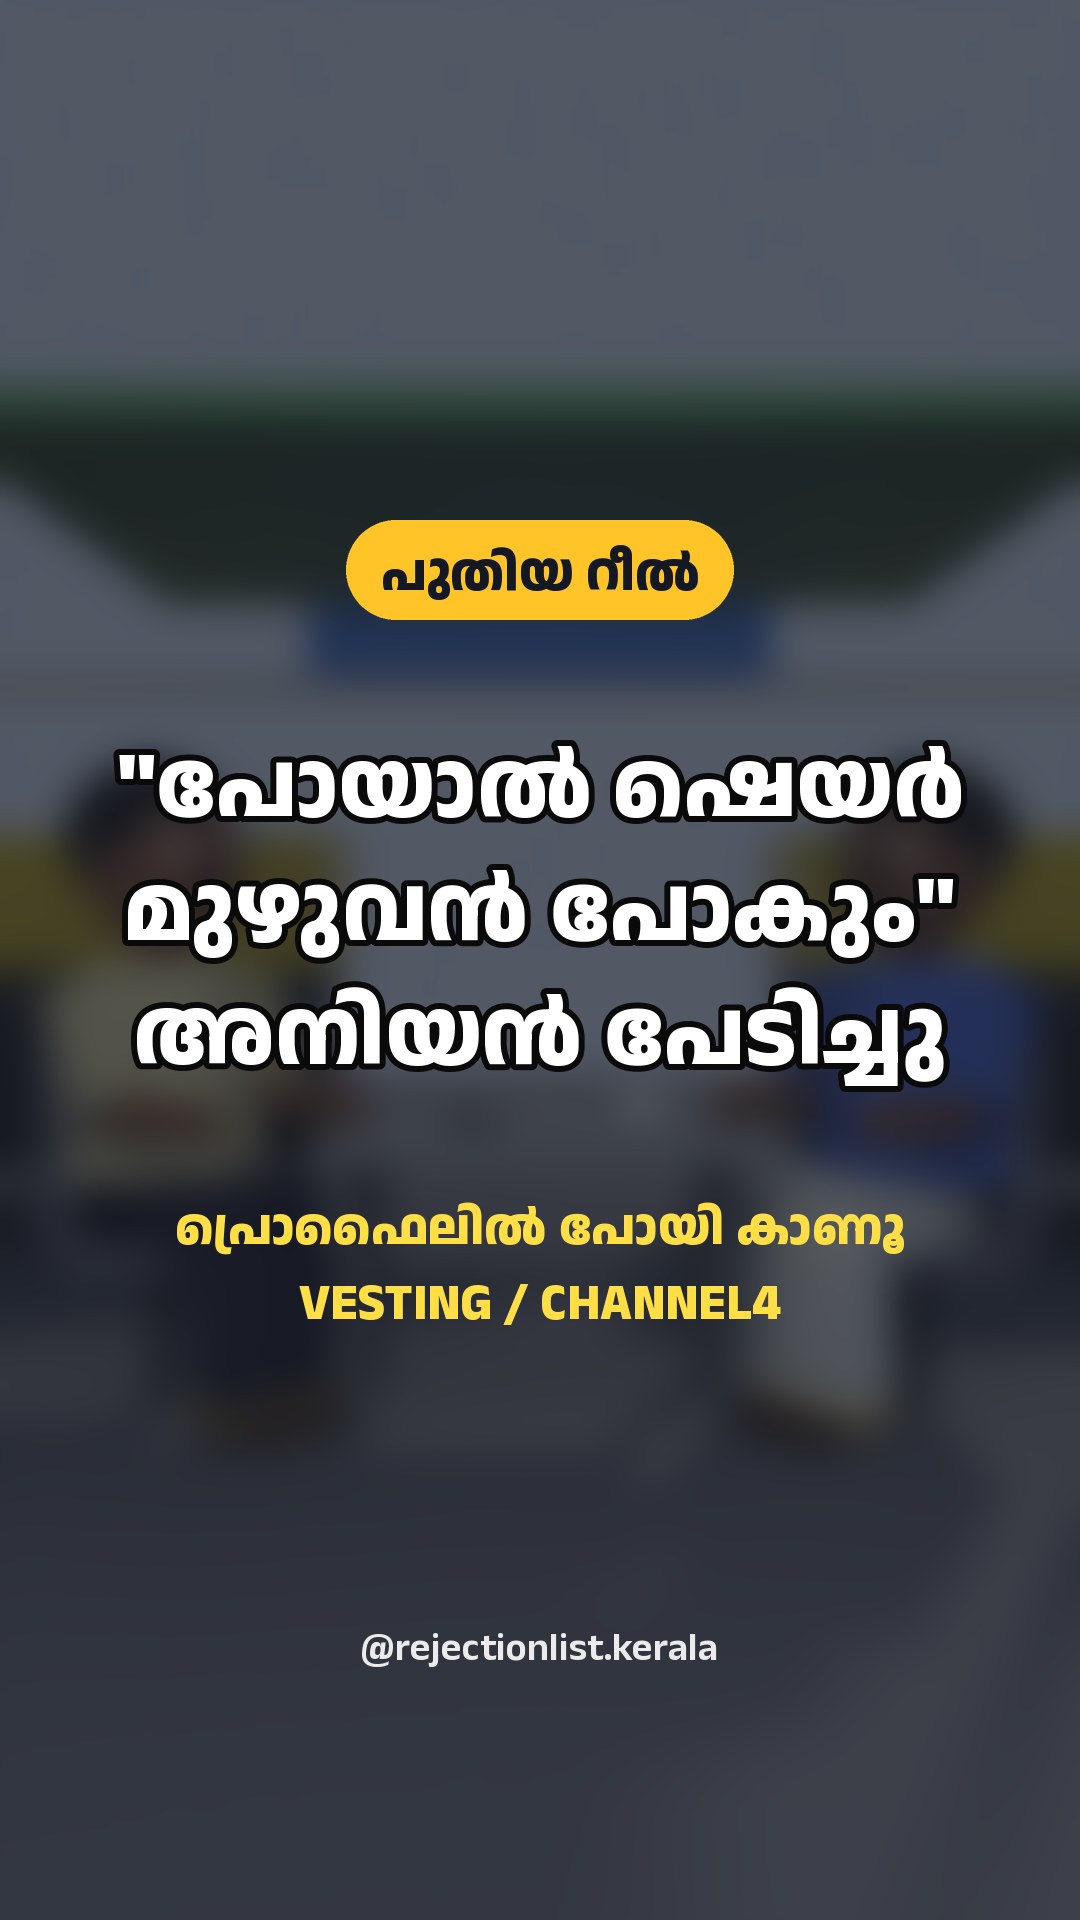 പുതിയ റീൽ
"പോയാൽ ഷെയർ
മുഴുവൻ പോകും"
അനിയൻ പേടിച്ചു
പ്രൊഫൈലിൽ പോയി കാണൂ
VESTING / CHANNEL4
@rejectionlist.kerala